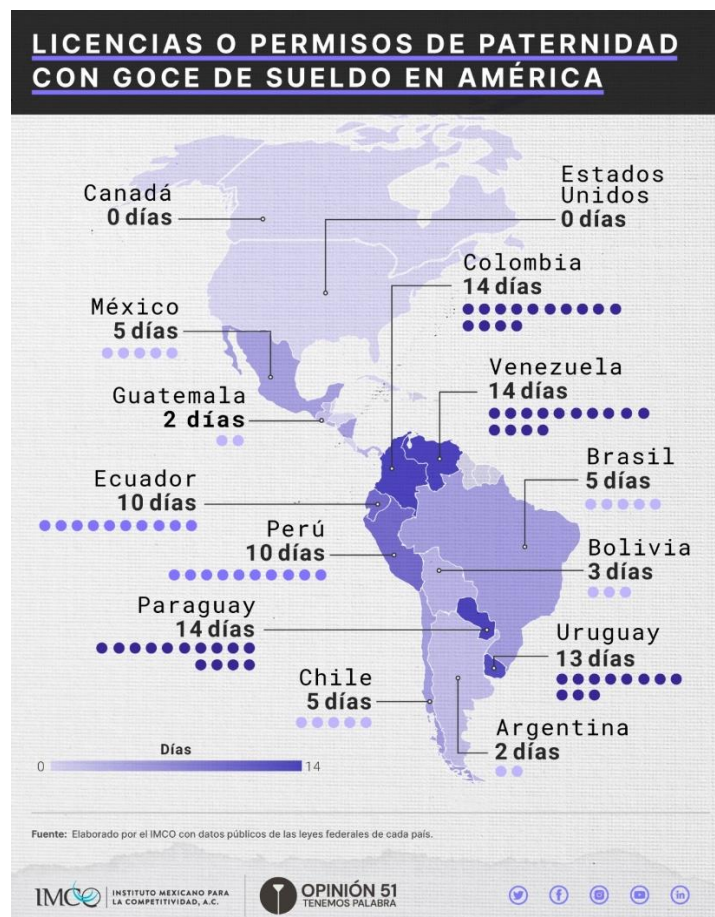 LICENCIAS O PERMISOS DE PATERNIDAD
CON GOCE DE SUELDO EN AMÉRICA
Canadá
0 días
Estados
Unidos
0 días
Colombia
14 días
México
5 días
Venezuela
14 días
Guatemala
2 días
Brasil
5 días
Ecuador
10 días
Perú
10 días
Bolivia
3 días
Paraguay
14 días
Uruguay
13 días
Chile
5 días
Argentina
2 días
Días
0
14
Fuente: Elaborado por el IMCO con datos públicos de las leyes federales de cada país.
IMCO
INSTITUTO MEXICANO PARA
LA COMPETITIVIDAD, A.C.
OPINIÓN 51
TENEMOS PALABRA